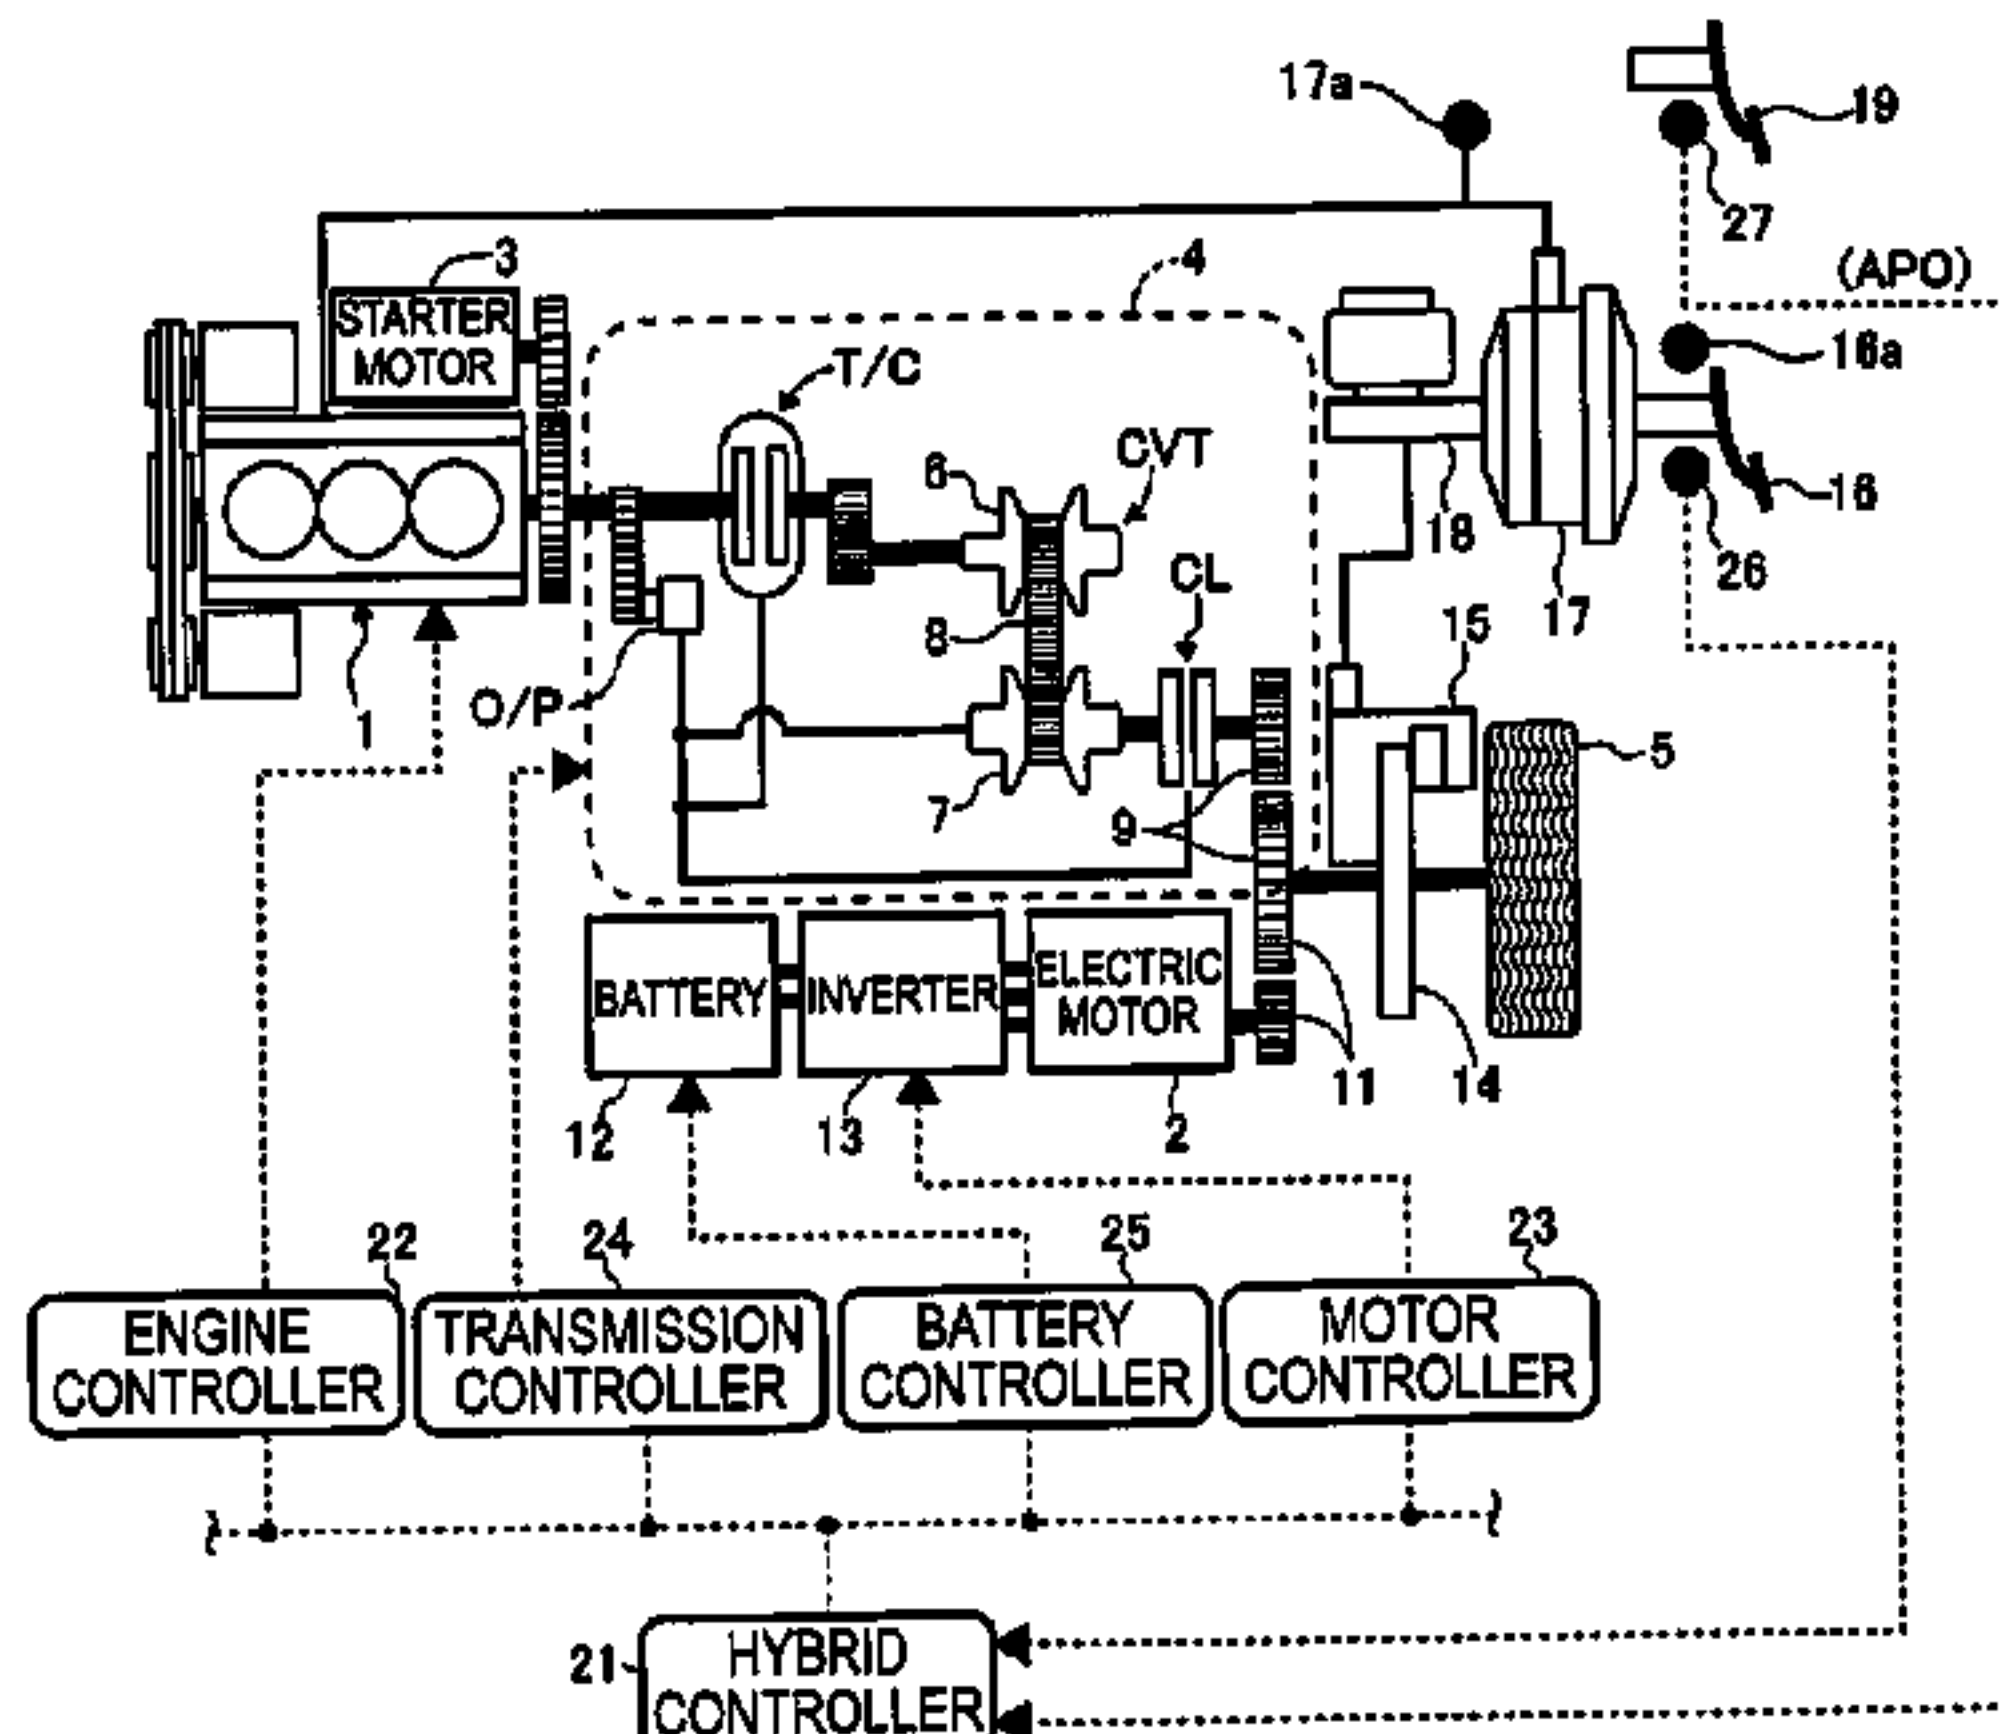 17a
19
27
(APO)
3
4
STARTER
MOTOR
T/C
16a
CVT
6
16
18
26
CL
17
8
15
O/P
1
5
7
9
BATTERY
INVERTER
ELECTRIC
MOTOR
11
14
12
13
2
22
24
25
23
ENGINE
CONTROLLER
TRANSMISSION
CONTROLLER
BATTERY
CONTROLLER
MOTOR
CONTROLLER
21
HYBRID
CONTROLLER